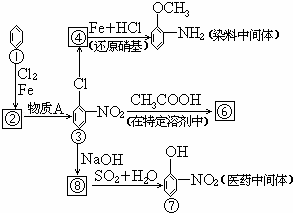 OCH₃
④ Fe+HCl (还原硝基) NH₂ (染料中间体)
①
Cl₂
Fe
Cl
② 物质A NO₂ CH₃COOH (在特定溶剂中) ⑥
③
NaOH
OH
⑧ SO₂+H₂O NO₂ (医药中间体)
⑦